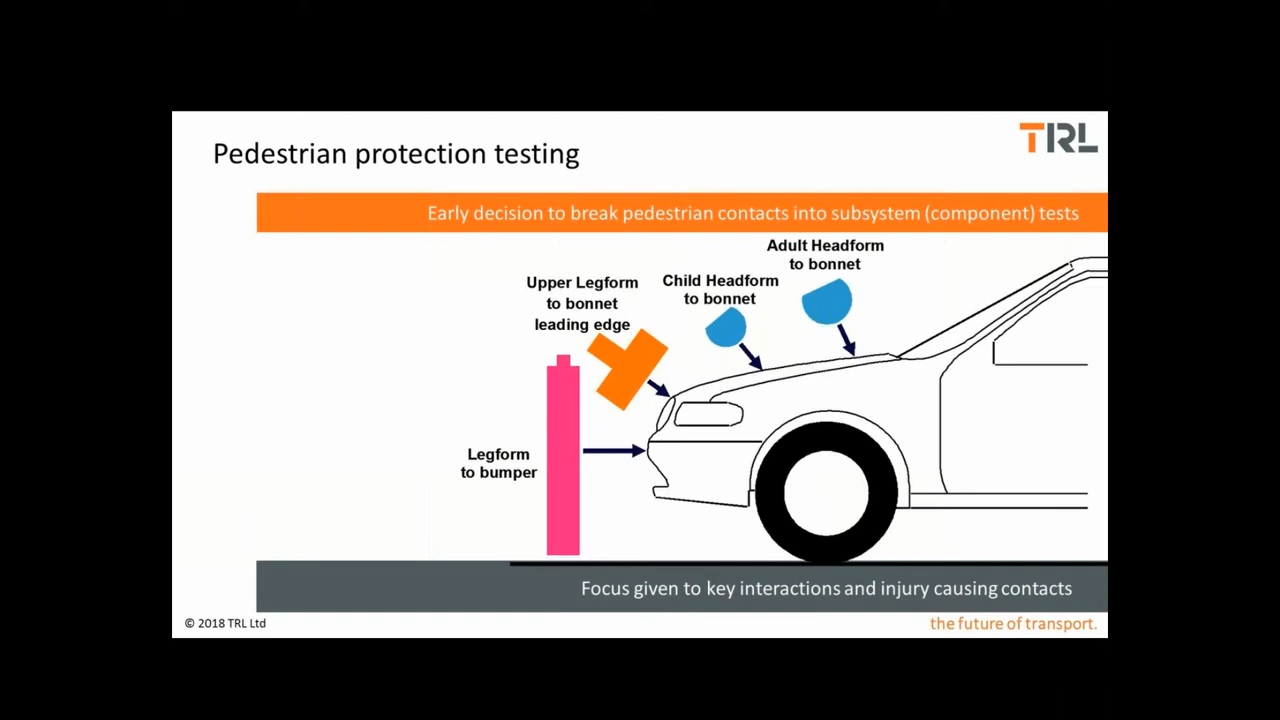 TRL
Pedestrian protection testing
Early decision to break pedestrian contacts into subsystem (component) tests
Adult Headform
to bonnet
Child Headform
to bonnet
Upper Legform
to bonnet
leading edge
Legform
to bumper
Focus given to key interactions and injury causing contacts
© 2018 TRL Ltd
the future of transport.